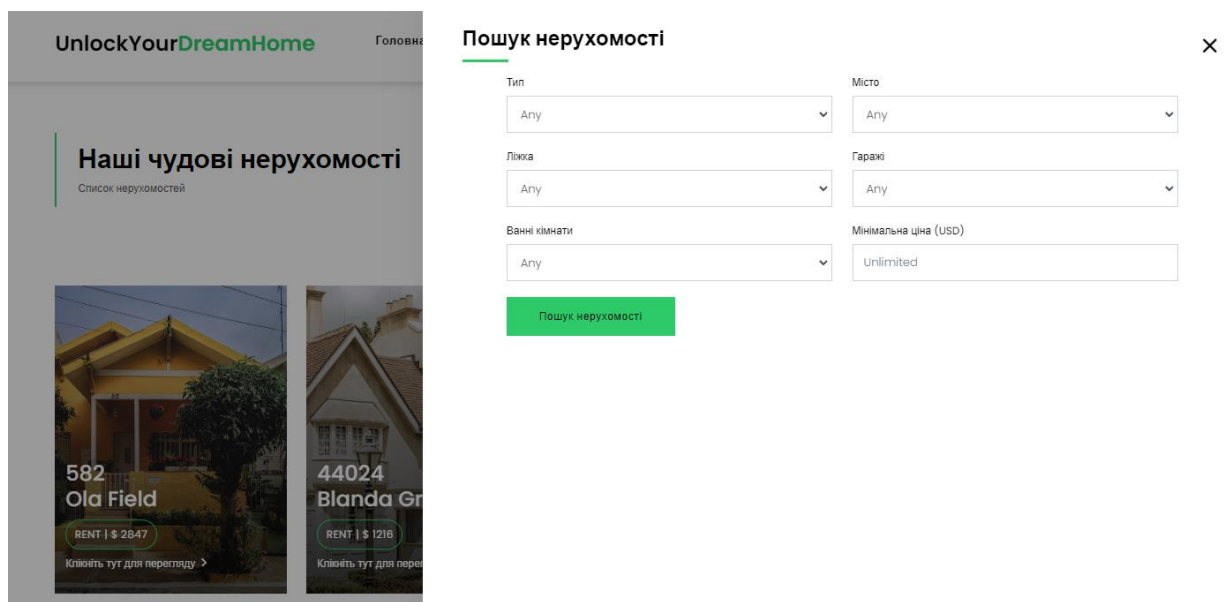 UnlockYourDreamHome
Головна
Наші чудові нерухомості
Список нерухомостей
582
Ola Field
RENT | $ 2847
Клікніть тут для перегляду >
44024
Blanda Gr
RENT | $ 1216
Клікніть тут для перег
Пошук нерухомості
Тип
Any
Місто
Any
Ліжка
Any
Гаражі
Any
Ванні кімнати
Any
Мінімальна ціна (USD)
Unlimited
Пошук нерухомості